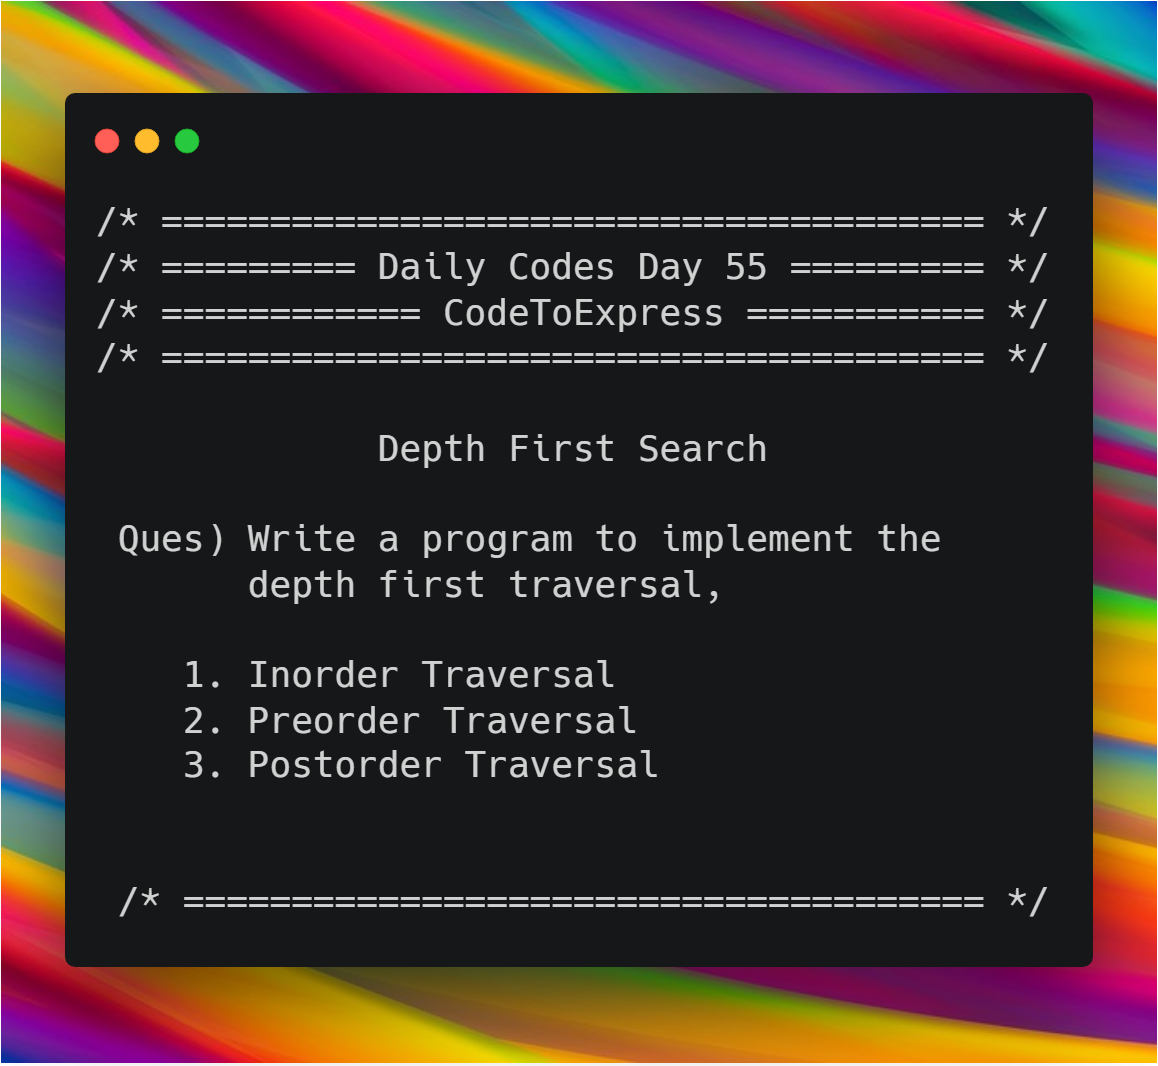 /* ====================================== */
/* ========= Daily Codes Day 55 ========= */
/* ============ CodeToExpress =========== */
/* ====================================== */
Depth First Search
Ques) Write a program to implement the
depth first traversal,
1. Inorder Traversal
2. Preorder Traversal
3. Postorder Traversal
/* ===================================== */